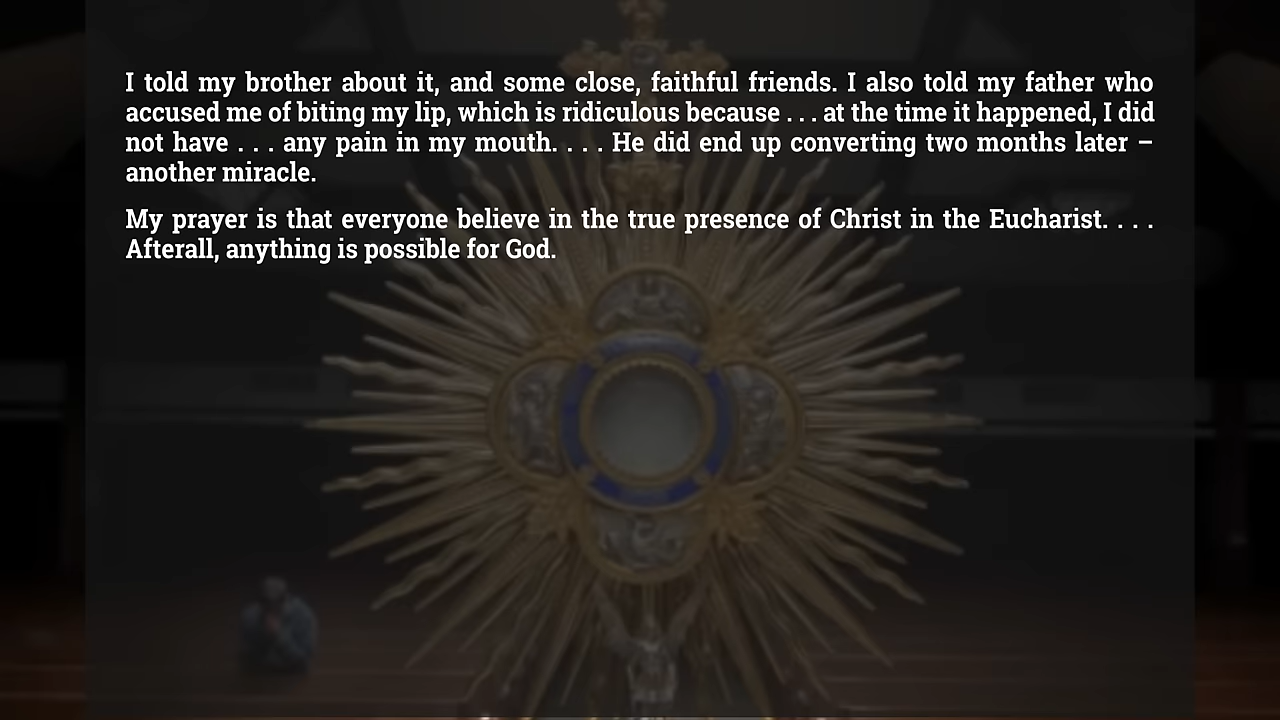 I told my brother about it, and some close, faithful friends. I also told my father who
accused me of biting my lip, which is ridiculous because . . . at the time it happened, I did
not have . . . any pain in my mouth. . . . He did end up converting two months later –
another miracle.
My prayer is that everyone believe in the true presence of Christ in the Eucharist. . . .
Afterall, anything is possible for God.